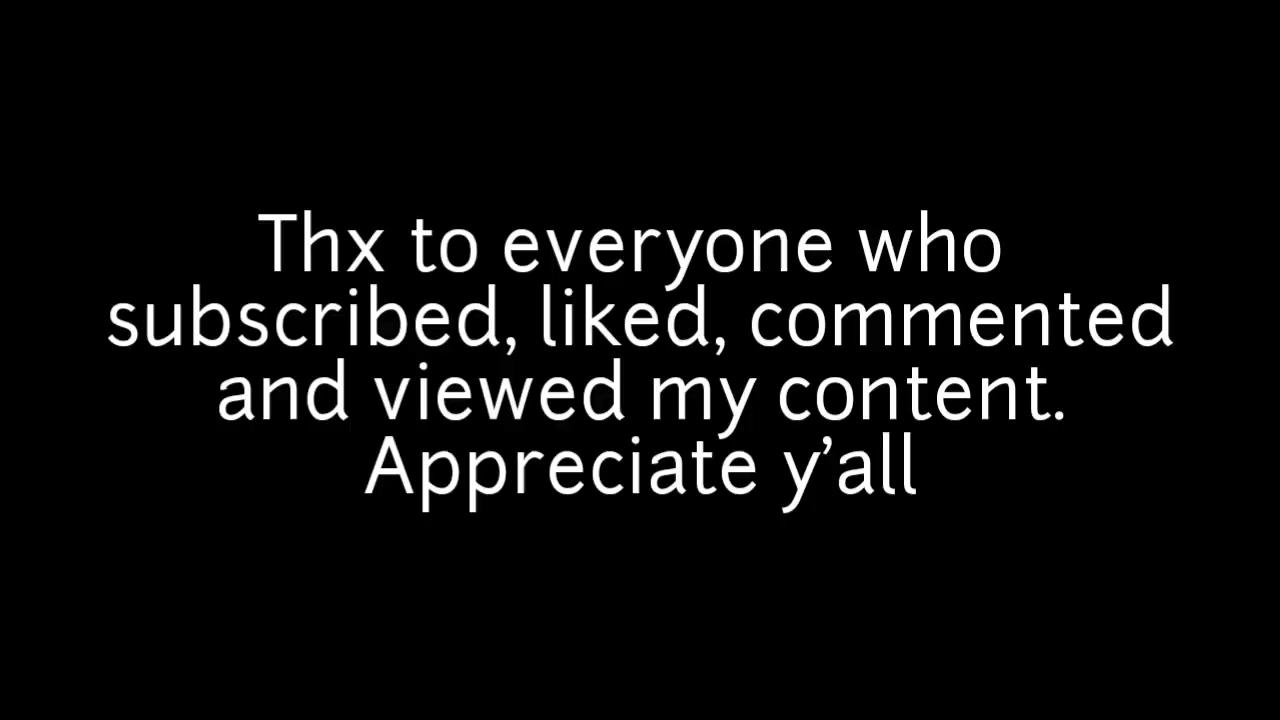 Thx to everyone who
subscribed, liked, commented
and viewed my content.
Appreciate y’all